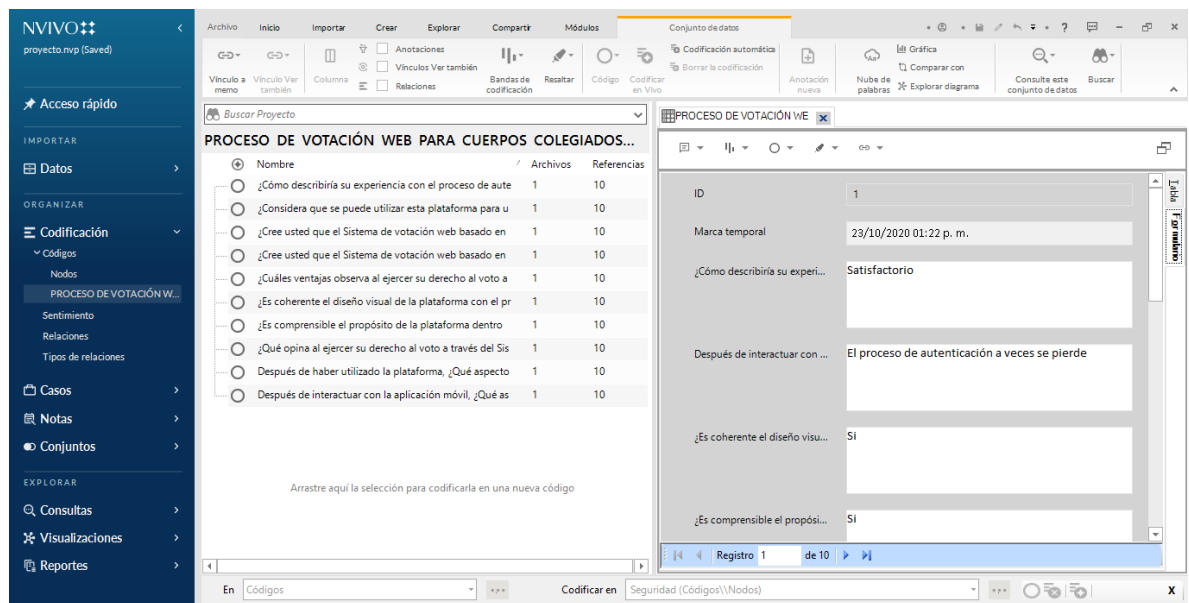 NVIVO
proyecto.nvp (Saved)
Acceso rápido
IMPORTAR
Datos
ORGANIZAR
Codificación
Códigos
Nodos
PROCESO DE VOTACIÓN W...
Sentimiento
Relaciones
Tipos de relaciones
Casos
Notas
Conjuntos
EXPLORAR
Consultas
Visualizaciones
Reportes
Archivo Inicio Importar Crear Explorar Compartir Módulos Conjunto de datos
Vínculo a memo
Vínculo Ver también
Columna
Anotaciones
Vínculos Ver también
Relaciones
Bandas de codificación
Resaltar
Código
Codificar en Vivo
Codificación automática
Borrar la codificación
Anotación nueva
Nube de palabras
Gráfica
Comparar con
Explorar diagrama
Consulte este conjunto de datos
Buscar
Buscar Proyecto
PROCESO DE VOTACIÓN WEB PARA CUERPOS COLEGIADOS...
Nombre Archivos Referencias
¿Cómo describiría su experiencia con el proceso de aute 1 10
¿Considera que se puede utilizar esta plataforma para u 1 10
¿Cree usted que el Sistema de votación web basado en 1 10
¿Cree usted que el Sistema de votación web basado en 1 10
¿Cuáles ventajas observa al ejercer su derecho al voto a 1 10
¿Es coherente el diseño visual de la plataforma con el pr 1 10
¿Es comprensible el propósito de la plataforma dentro 1 10
¿Qué opina al ejercer su derecho al voto a través del Sis 1 10
Después de haber utilizado la plataforma, ¿Qué aspecto 1 10
Después de interactuar con la aplicación móvil, ¿Qué as 1 10
Arrastre aquí la selección para codificarla en una nueva código
PROCESO DE VOTACIÓN WE
ID 1
Marca temporal 23/10/2020 01:22 p. m.
¿Cómo describiría su experi... Satisfactorio
Después de interactuar con ... El proceso de autenticación a veces se pierde
¿Es coherente el diseño visu... Si
¿Es comprensible el propósi... Si
Tabla
Formulario
Registro 1 de 10
En Códigos Codificar en Seguridad (Códigos\\Nodos) X